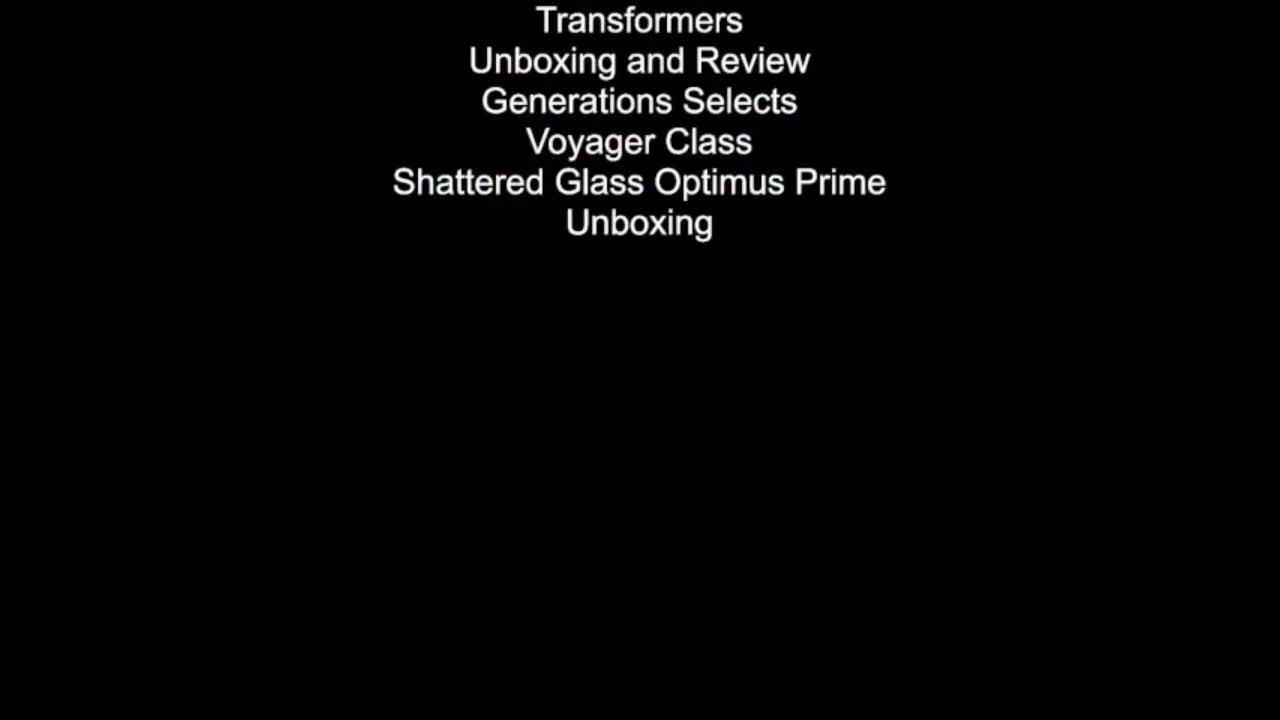 Transformers
Unboxing and Review
Generations Selects
Voyager Class
Shattered Glass Optimus Prime
Unboxing